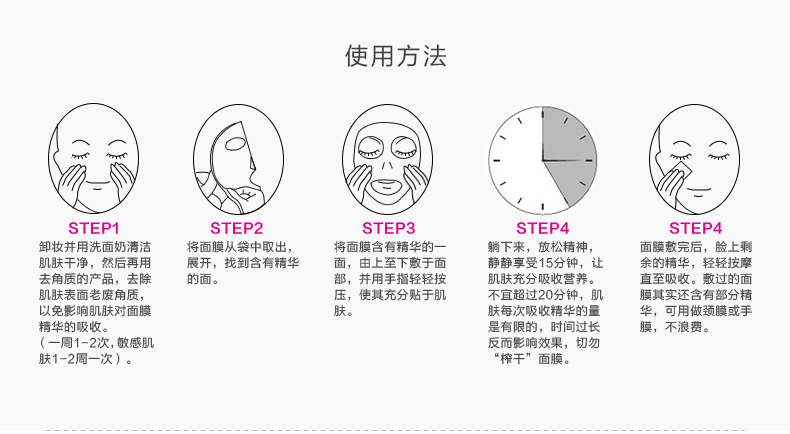 使用方法
STEP1
卸妆并用洗面奶清洁
肌肤干净，然后再用
去角质的产品，去除
肌肤表面老废角质，
以免影响肌肤对面膜
精华的吸收。
（一周1-2次,敏感肌
肤1-2周一次）。
STEP2
将面膜从袋中取出，
展开，找到含有精华
的面。
STEP3
将面膜含有精华的一
面，由上至下敷于面
部，并用手指轻轻按
压，使其充分贴于肌
肤。
STEP4
躺下来，放松精神，
静静享受15分钟，让
肌肤充分吸收营养。
不宜超过20分钟，肌
肤每次吸收精华的量
是有限的，时间过长
反而影响效果，切勿
“榨干”面膜。
STEP4
面膜敷完后，脸上剩
余的精华，轻轻按摩
直至吸收。敷过的面
膜其实还含有部分精
华，可用做颈膜或手
膜，不浪费。